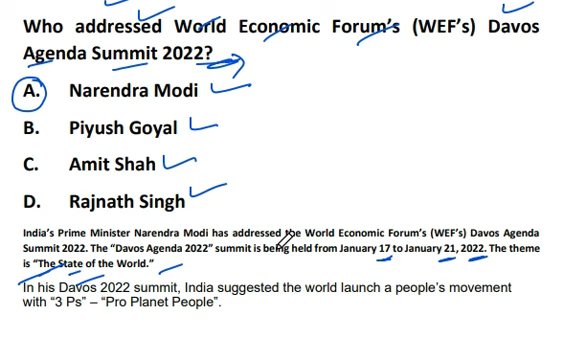 Who addressed World Economic Forum's (WEF's) Davos
Agenda Summit 2022?
A. Narendra Modi
B. Piyush Goyal
C. Amit Shah
D. Rajnath Singh
India's Prime Minister Narendra Modi has addressed the World Economic Forum's (WEF's) Davos Agenda
Summit 2022. The “Davos Agenda 2022” summit is being held from January 17 to January 21, 2022. The theme
is “The State of the World.”
In his Davos 2022 summit, India suggested the world launch a people's movement
with “3 Ps” – “Pro Planet People”.